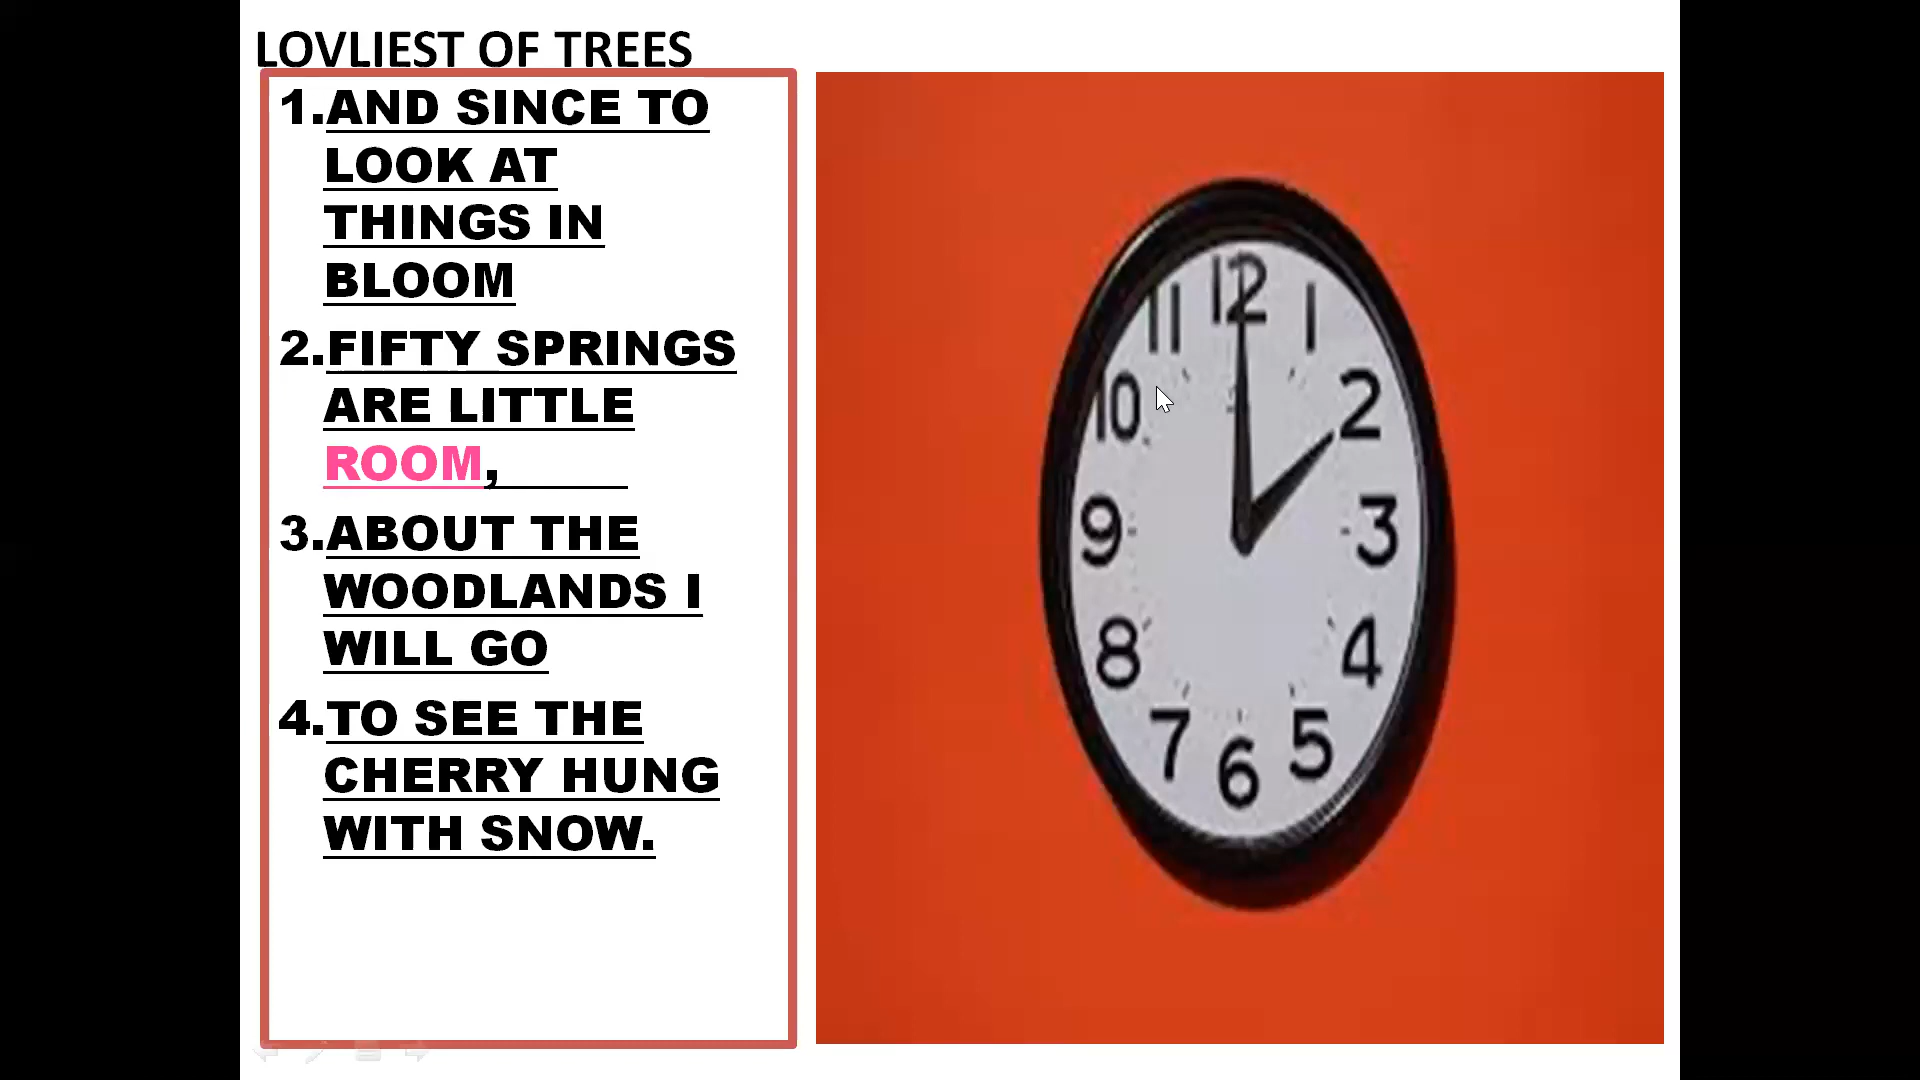 LOVLIEST OF TREES
1.AND SINCE TO
LOOK AT
THINGS IN
BLOOM
2.FIFTY SPRINGS
ARE LITTLE
ROOM,
3.ABOUT THE
WOODLANDS I
WILL GO
4.TO SEE THE
CHERRY HUNG
WITH SNOW.
12
11 1
10 2
9 3
8 4
7 5
6